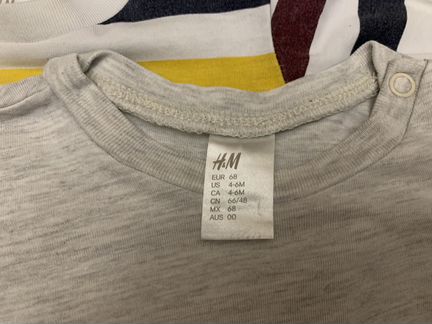 H&M
EUR 68
US 4-6M
CA 4-6M
CN 66/48
MX 68
AUS 00